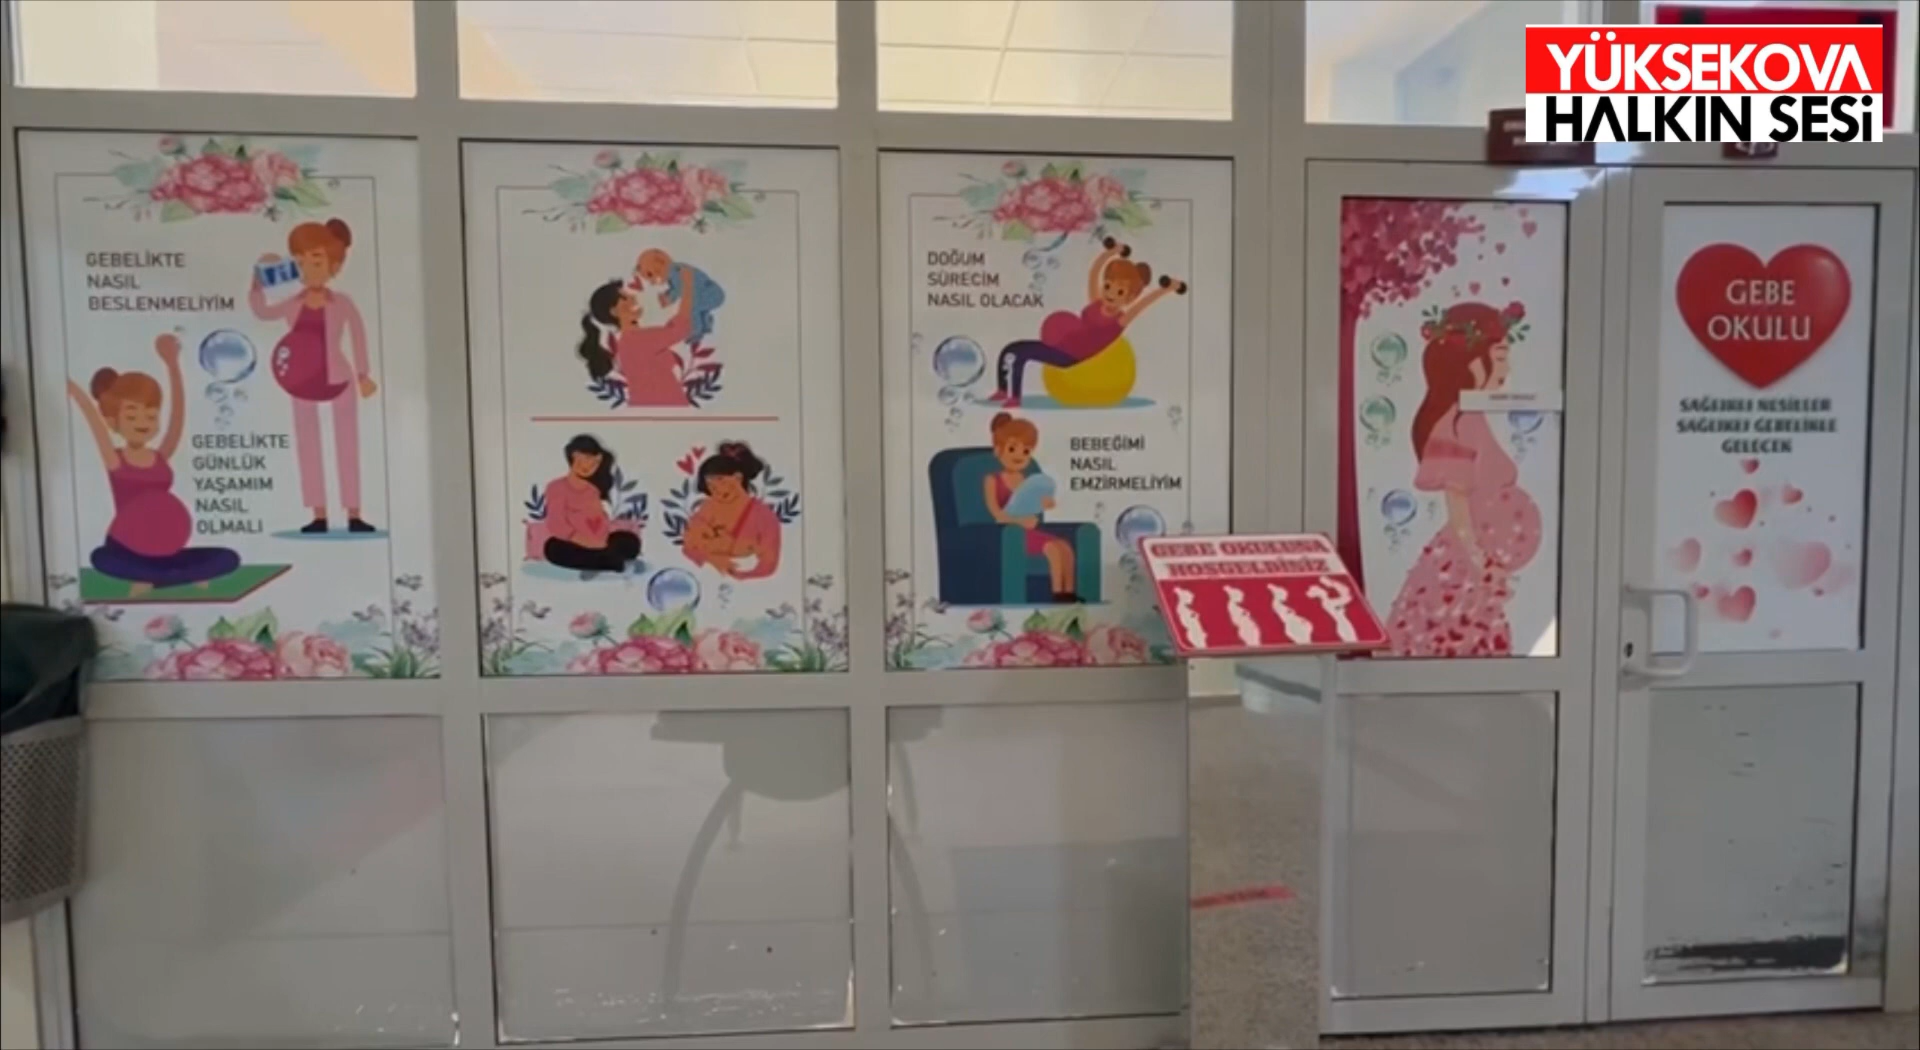 YÜKSEKOVA
HALKIN SESİ
GEBELİKTE
NASIL
BESLENMELİYİM
GEBELİKTE
GÜNLÜK
YAŞAMIM
NASIL
OLMALI
DOĞUM
SÜRECİM
NASIL OLACAK
BEBEĞİMİ
NASIL
EMZİRMELİYİM
GEBE OKULUNA
HOŞGELDİNİZ
GEBE
OKULU
SAĞLIKLI NESİLLER
SAĞLIKLI GEBELİKLE
GELECEK